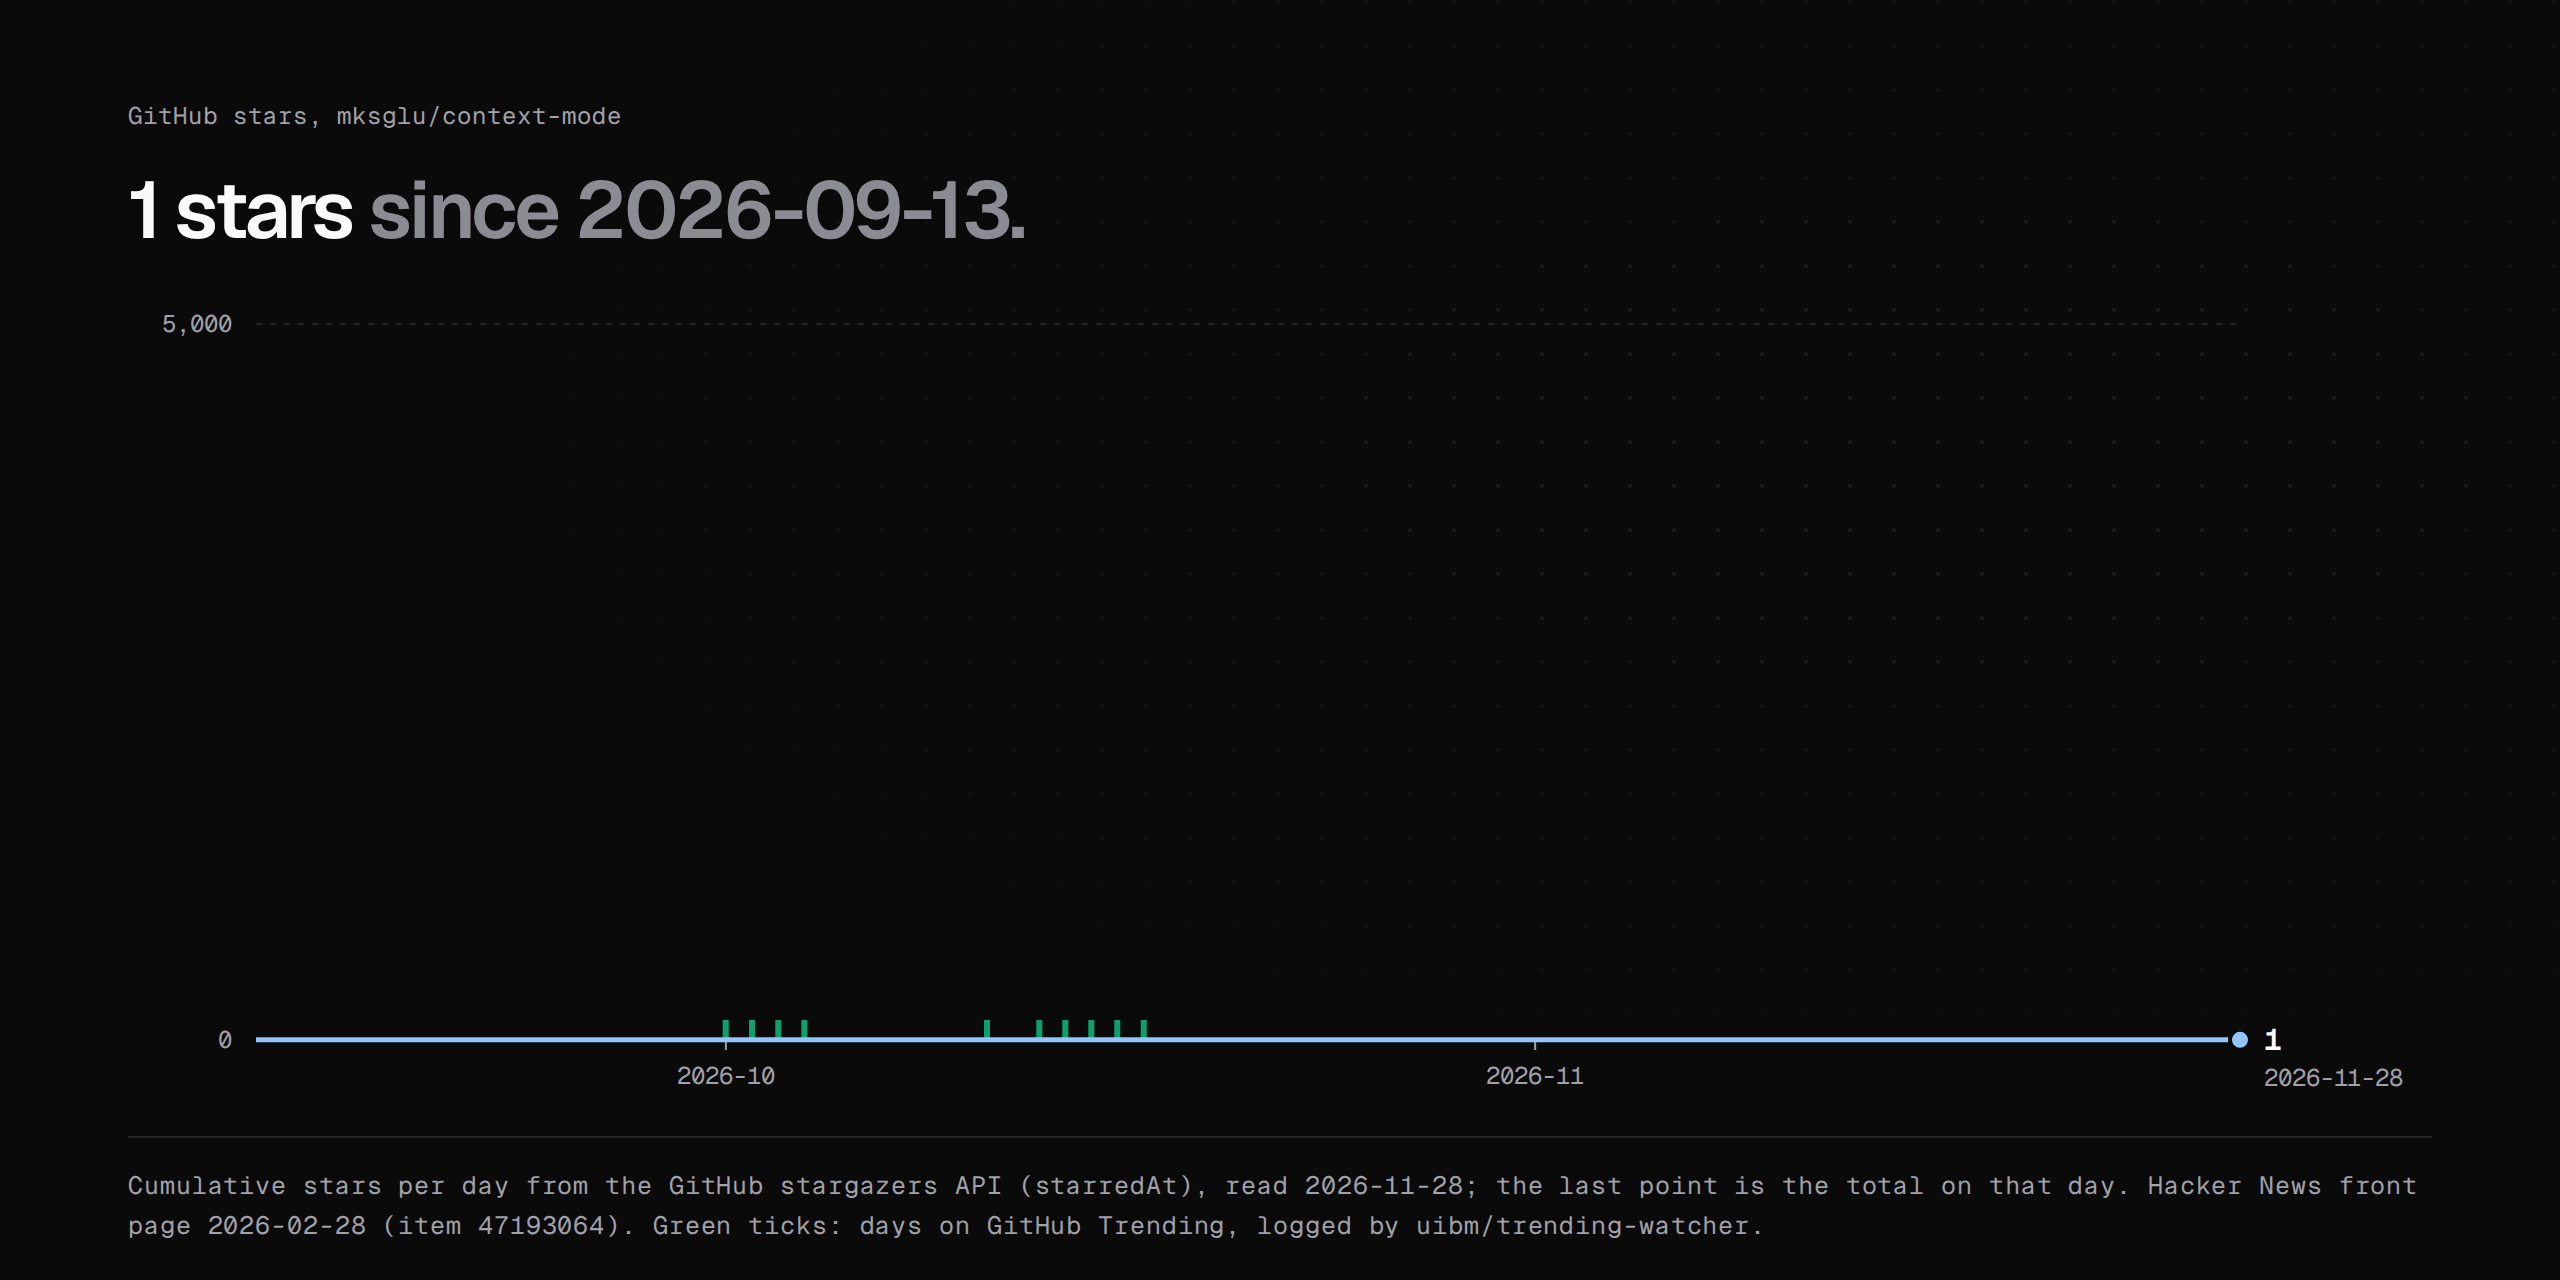 GitHub stars, mksglu/context-mode
1 stars since 2026-09-13.
5,000
0
1
2026-10
2026-11
2026-11-28
Cumulative stars per day from the GitHub stargazers API (starredAt), read 2026-11-28; the last point is the total on that day. Hacker News front
page 2026-02-28 (item 47193064). Green ticks: days on GitHub Trending, logged by uibm/trending-watcher.